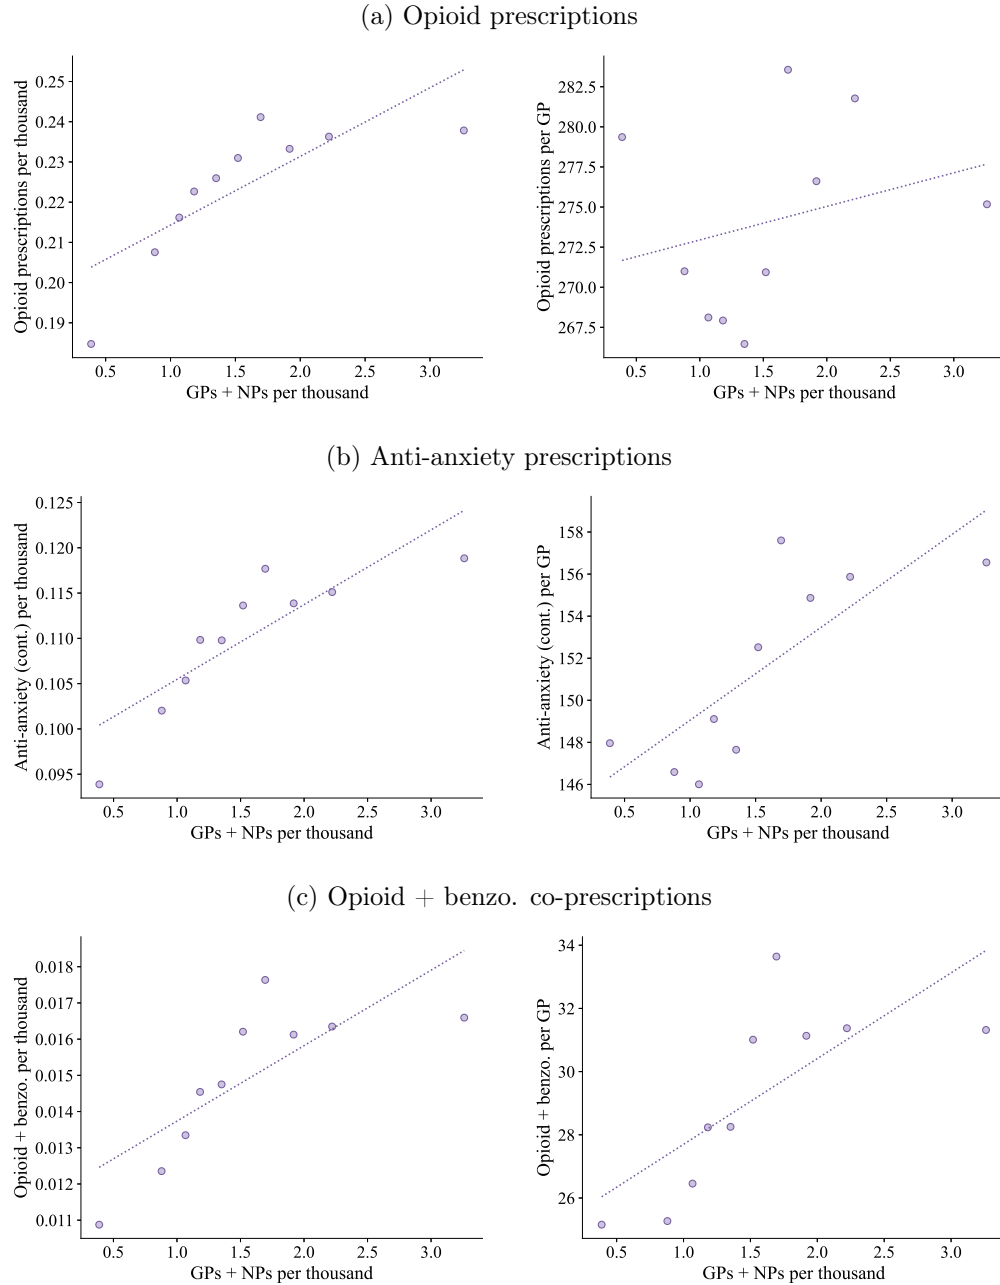 (a) Opioid prescriptions
Opioid prescriptions per thousand
0.25
0.24
0.23
0.22
0.21
0.20
0.19
0.5 1.0 1.5 2.0 2.5 3.0
GPs + NPs per thousand
Opioid prescriptions per GP
282.5
280.0
277.5
275.0
272.5
270.0
267.5
0.5 1.0 1.5 2.0 2.5 3.0
GPs + NPs per thousand
(b) Anti-anxiety prescriptions
Anti-anxiety (cont.) per thousand
0.125
0.120
0.115
0.110
0.105
0.100
0.095
0.5 1.0 1.5 2.0 2.5 3.0
GPs + NPs per thousand
Anti-anxiety (cont.) per GP
158
156
154
152
150
148
146
0.5 1.0 1.5 2.0 2.5 3.0
GPs + NPs per thousand
(c) Opioid + benzo. co-prescriptions
Opioid + benzo. per thousand
0.018
0.017
0.016
0.015
0.014
0.013
0.012
0.011
0.5 1.0 1.5 2.0 2.5 3.0
GPs + NPs per thousand
Opioid + benzo. per GP
34
32
30
28
26
0.5 1.0 1.5 2.0 2.5 3.0
GPs + NPs per thousand